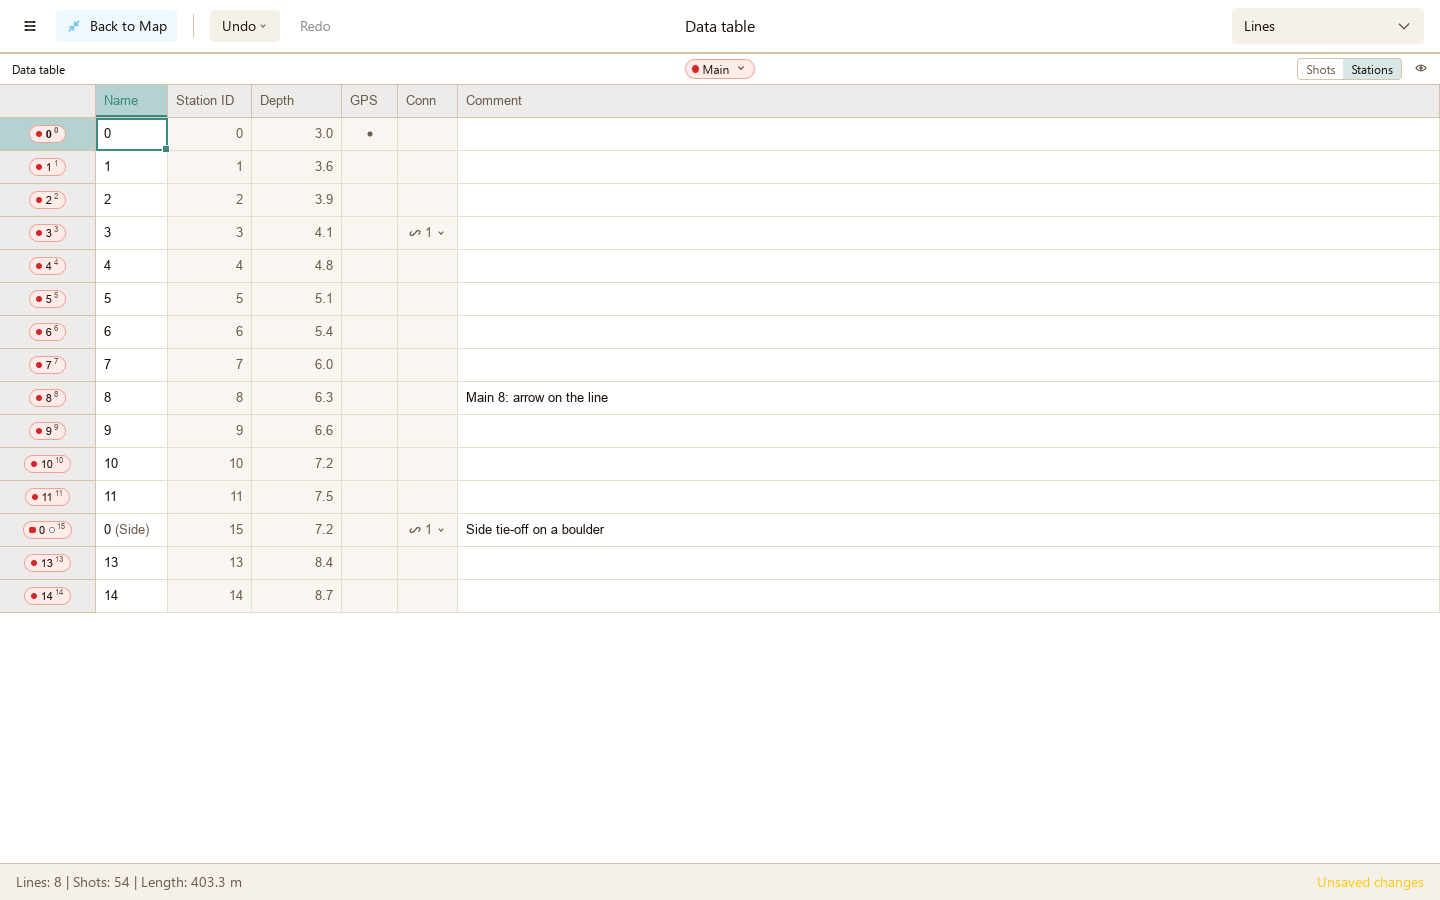 Back to Map Undo Redo Data table Lines
Data table Main Shots Stations
Name Station ID Depth GPS Conn Comment
0 0 0 0 3.0
1 1 1 1 3.6
2 2 2 2 3.9
3 3 3 3 4.1 1
4 4 4 4 4.8
5 5 5 5 5.1
6 6 6 6 5.4
7 7 7 7 6.0
8 8 8 8 6.3 Main 8: arrow on the line
9 9 9 9 6.6
10 10 10 10 7.2
11 11 11 11 7.5
0 15 0 (Side) 15 7.2 1 Side tie-off on a boulder
13 13 13 13 8.4
14 14 14 14 8.7
Lines: 8 | Shots: 54 | Length: 403.3 m Unsaved changes